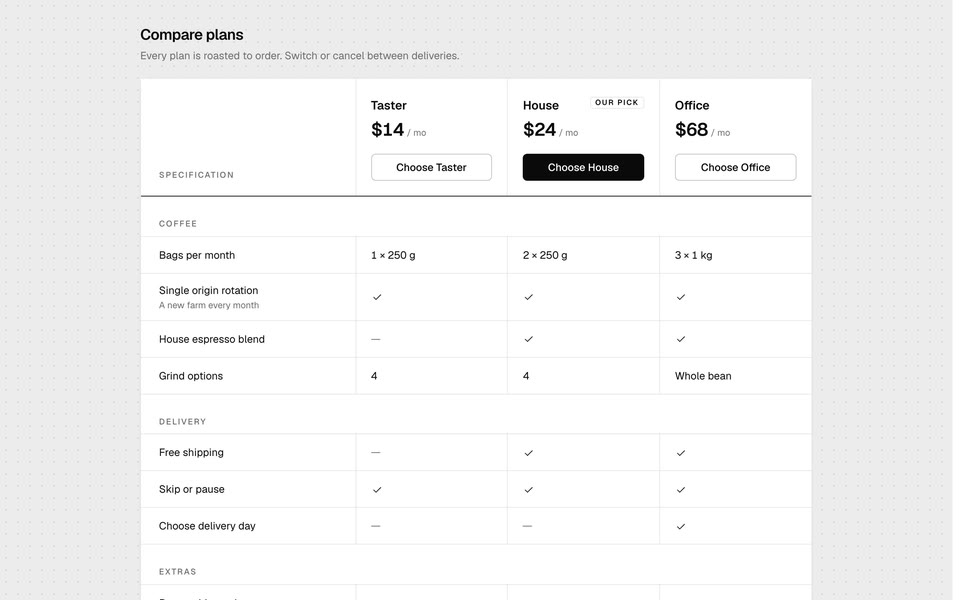 Compare plans
Every plan is roasted to order. Switch or cancel between deliveries.
SPECIFICATION
Taster
$14 / mo
Choose Taster
House
OUR PICK
$24 / mo
Choose House
Office
$68 / mo
Choose Office
COFFEE
Bags per month 1 × 250 g 2 × 250 g 3 × 1 kg
Single origin rotation ✓ ✓ ✓
A new farm every month
House espresso blend — ✓ ✓
Grind options 4 4 Whole bean
DELIVERY
Free shipping — ✓ ✓
Skip or pause ✓ ✓ ✓
Choose delivery day — — ✓
EXTRAS